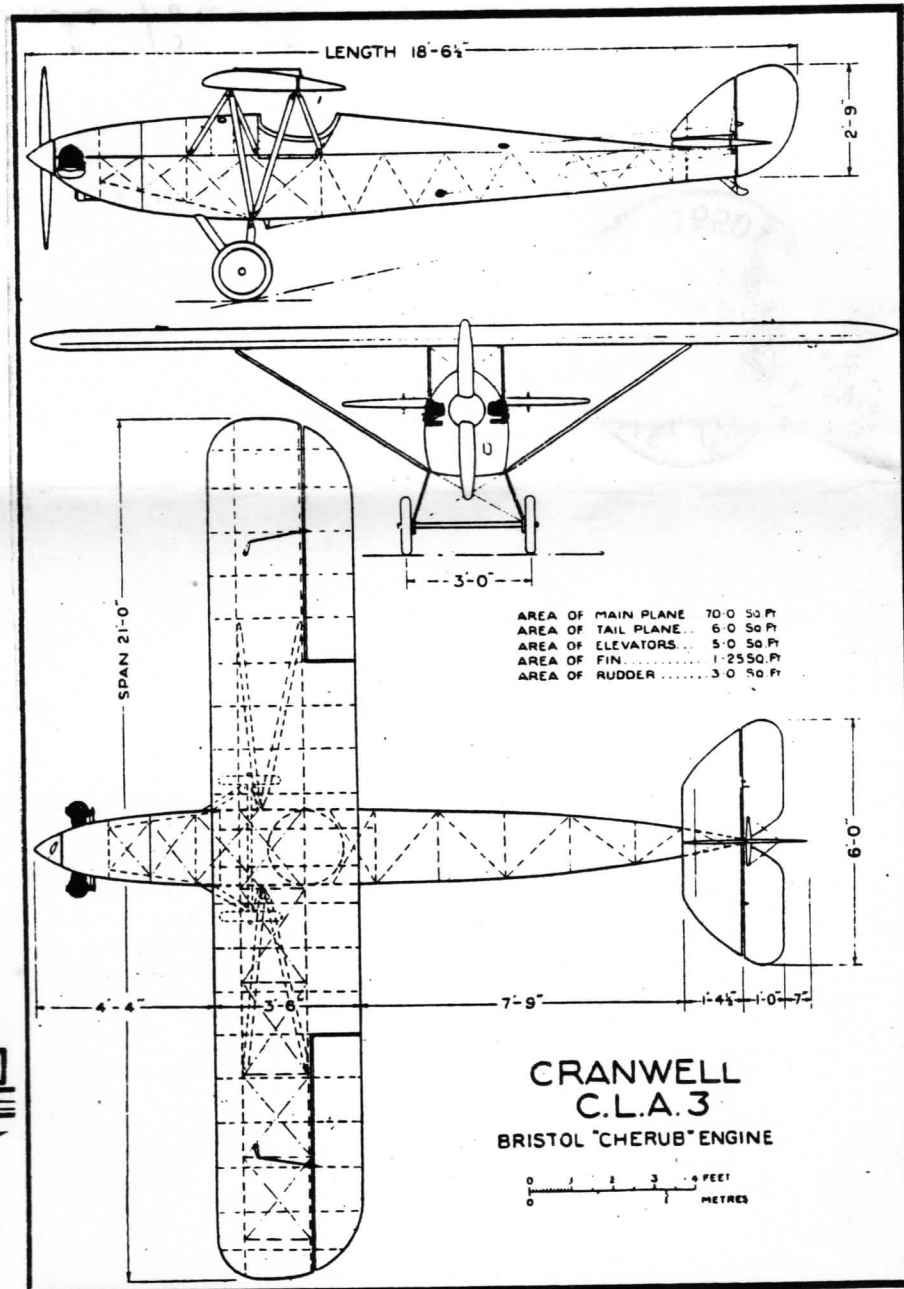 LENGTH 18'-6½"
2'-9"
3'-0"
SPAN 21'-0"
AREA OF MAIN PLANE.. 70·0 SQ.FT
AREA OF TAIL PLANE.. 6·0 SQ.FT
AREA OF ELEVATORS... 5·0 SQ.FT
AREA OF FIN.......... 1·25 SQ.FT
AREA OF RUDDER ....... 3·0 SQ.FT
6'-0"
4'-4" 3'-6" 7'-9" 1'-4½" 1'-0" 7"
CRANWELL
C.L.A.3
BRISTOL "CHERUB" ENGINE
0 1 2 3 4 FEET
0 1 METRES